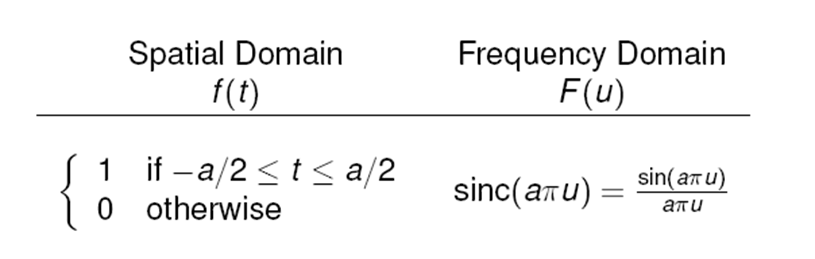 Spatial Domain Frequency Domain
f(t) F(u)
{ 1 if −a/2 ≤ t ≤ a/2
0 otherwise
sinc(aπu) = sin(aπu)/aπu